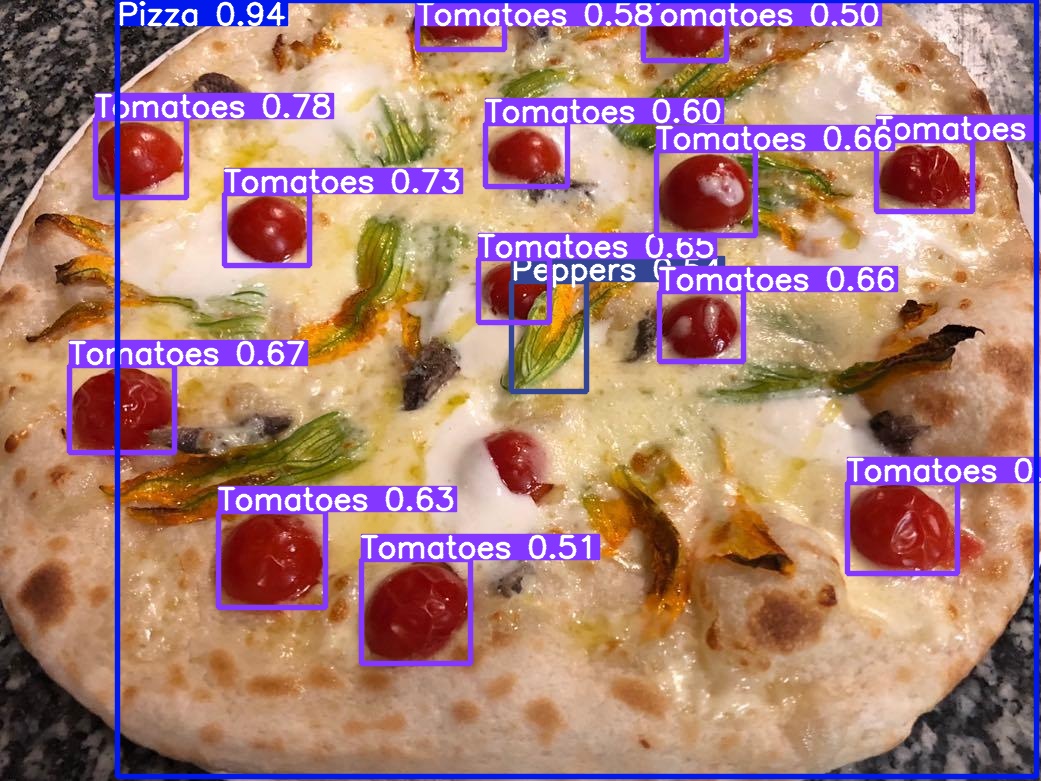 Pizza 0.94
Tomatoes 0.58
omatoes 0.50
Tomatoes 0.78
Tomatoes 0.60
Tomatoes 0.66
Tomatoes
Tomatoes 0.73
Tomatoes 0.65
Peppers
Tomatoes 0.66
Tomatoes 0.67
Tomatoes 0
Tomatoes 0.63
Tomatoes 0.51